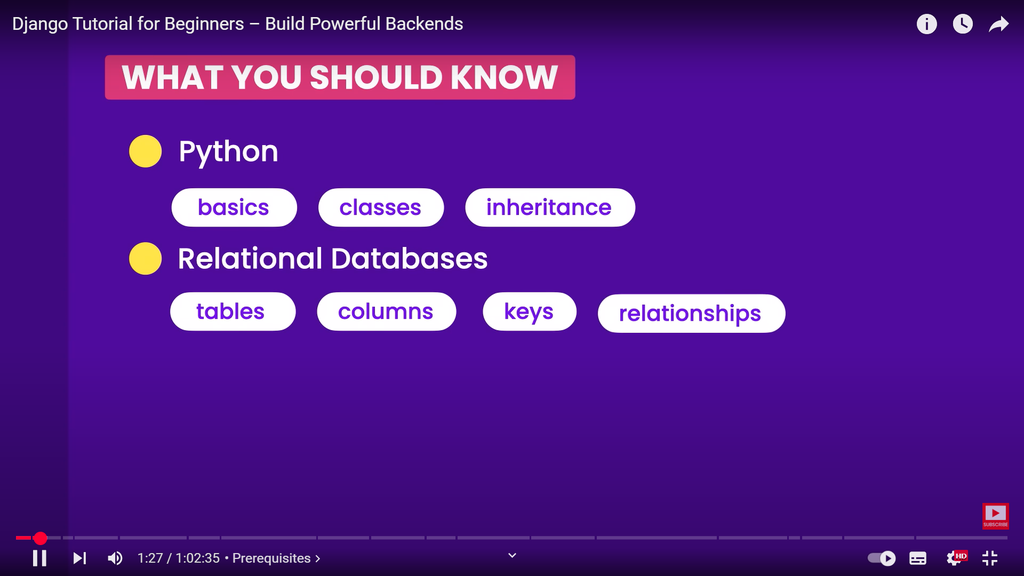 Django Tutorial for Beginners – Build Powerful Backends
WHAT YOU SHOULD KNOW
Python
basics classes inheritance
Relational Databases
tables columns keys relationships
SUBSCRIBE
1:27 / 1:02:35 • Prerequisites ›
HD